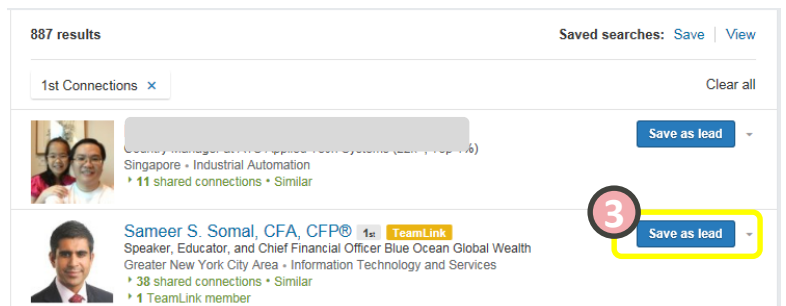 887 results
Saved searches: Save View
1st Connections ×
Clear all
Save as lead
Singapore • Industrial Automation
11 shared connections • Similar
Sameer S. Somal, CFA, CFP® 1st TeamLink
3
Save as lead
Speaker, Educator, and Chief Financial Officer Blue Ocean Global Wealth
Greater New York City Area • Information Technology and Services
38 shared connections • Similar
1 TeamLink member